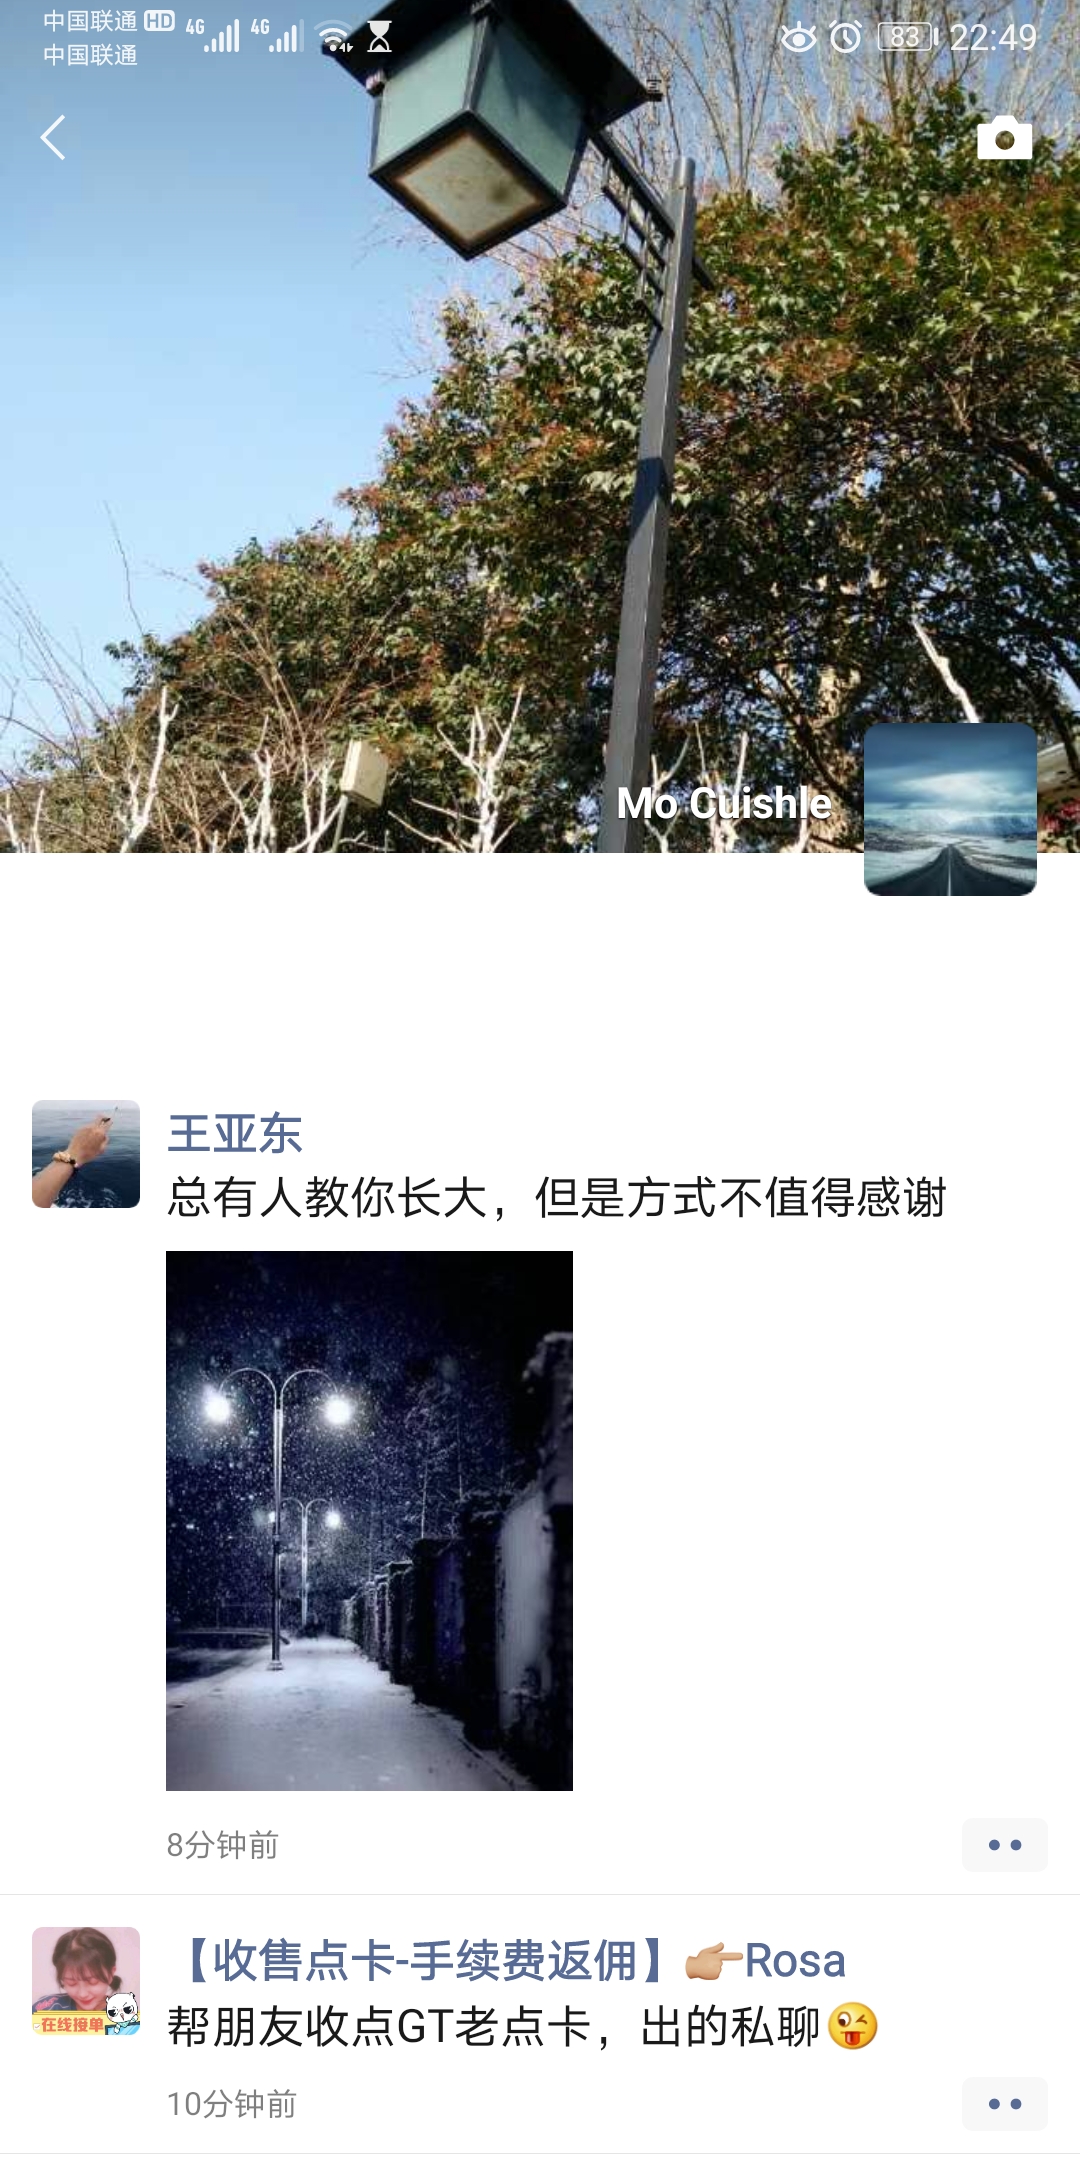 中国联通 HD 4G 4G 83 22:49
中国联通
Mo Cuishle
王亚东
总有人教你长大，但是方式不值得感谢
8分钟前
【收售点卡-手续费返佣】👉🏼Rosa
在线接单
帮朋友收点GT老点卡，出的私聊😜
10分钟前